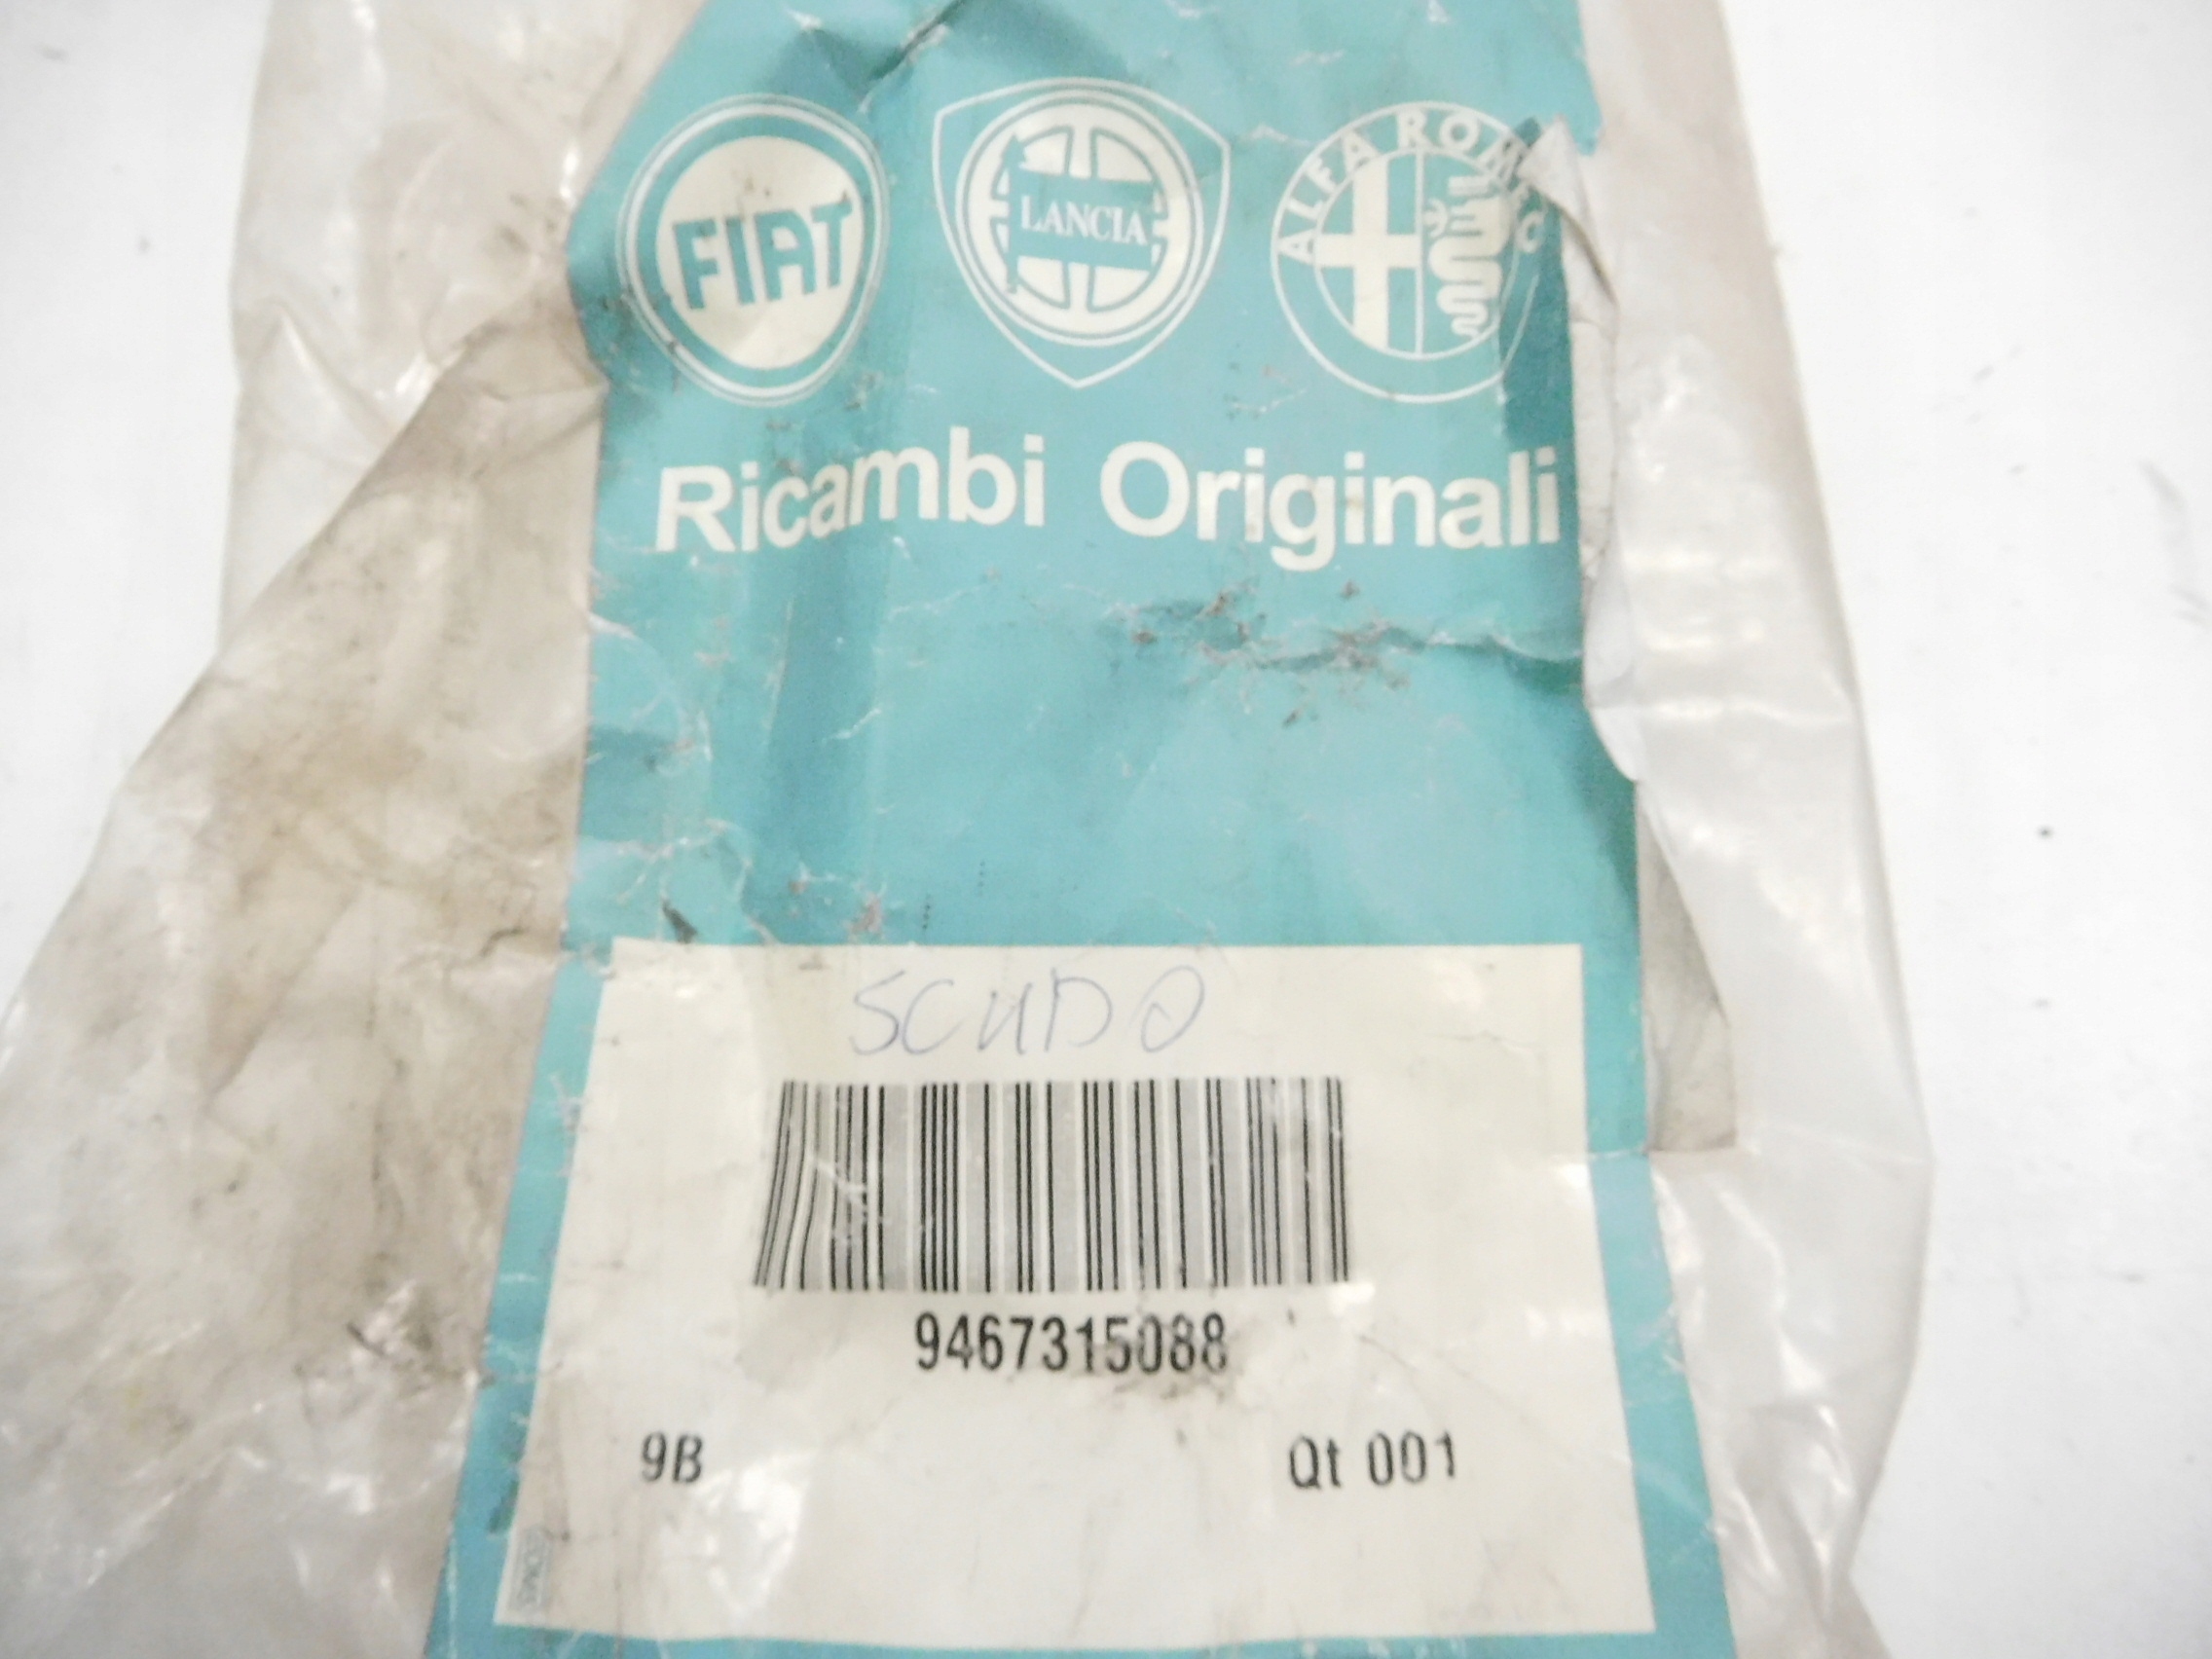 FIAT LANCIA ALFA ROMEO
Ricambi Originali
SCUDO
9467315088
9B Qt 001